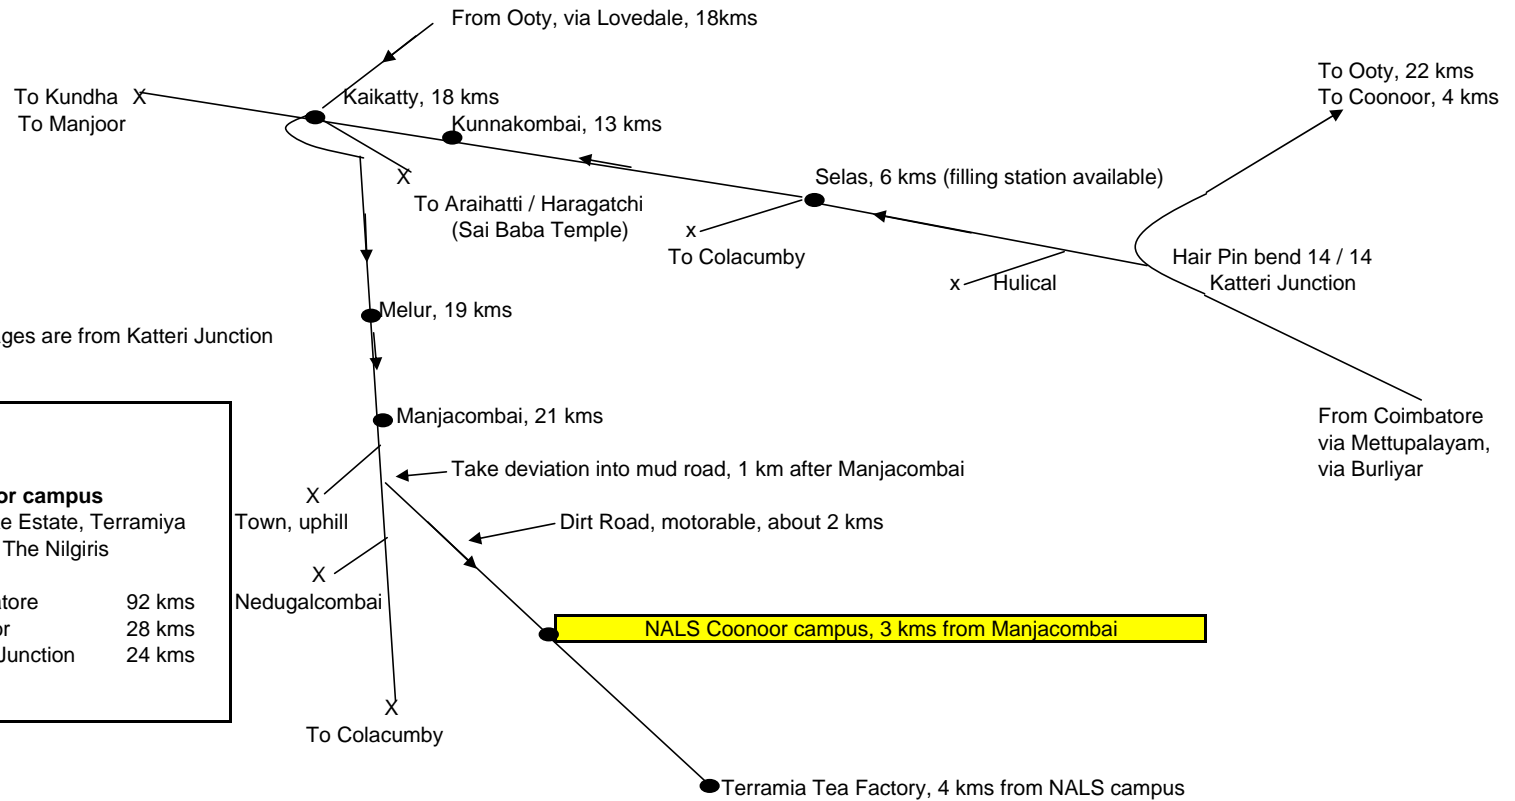 From Ooty, via Lovedale, 18kms
To Ooty, 22 kms
To Coonoor, 4 kms
To Kundha X
To Manjoor
Kaikatty, 18 kms
Kunnakombai, 13 kms
X
To Araihatti / Haragatchi
(Sai Baba Temple)
Selas, 6 kms (filling station available)
x
To Colacumby
x Hulical
Hair Pin bend 14 / 14
Katteri Junction
Melur, 19 kms
ges are from Katteri Junction
Manjacombai, 21 kms
From Coimbatore
via Mettupalayam,
via Burliyar
Take deviation into mud road, 1 km after Manjacombai
or campus
e Estate, Terramiya
The Nilgiris
atore 92 kms
or 28 kms
Junction 24 kms
X
Town, uphill
Dirt Road, motorable, about 2 kms
X
Nedugalcombai
NALS Coonoor campus, 3 kms from Manjacombai
X
To Colacumby
Terramia Tea Factory, 4 kms from NALS campus